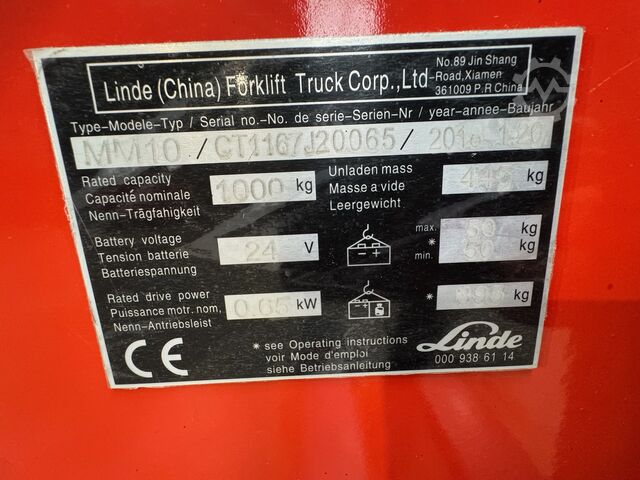 Linde (China) Forklift Truck Corp.,Ltd
No.89 Jin Shang
Road,Xiamen
361009 P.R China
Type-Modele-Typ / Serial no.-No. de serie-Serien-Nr / year-annee-Baujahr
MM10 / CT1167J20065 /
Rated capacity
Capacité nominale
Nenn-Trägfahigkeit
1000 kg
Unladen mass
Masse a vide
Leergewicht
kg
Battery voltage
Tension batterie
Batteriespannung
24 V
max. 50 kg
* min. 50 kg
Rated drive power
Puissance motr. nom,
Nenn-Antriebsleist
0.65 kW
* kg
CE
* see Operating instructions
voir Mode d'emploi
siehe Betriebsanleitung
Linde
000 938 61 14